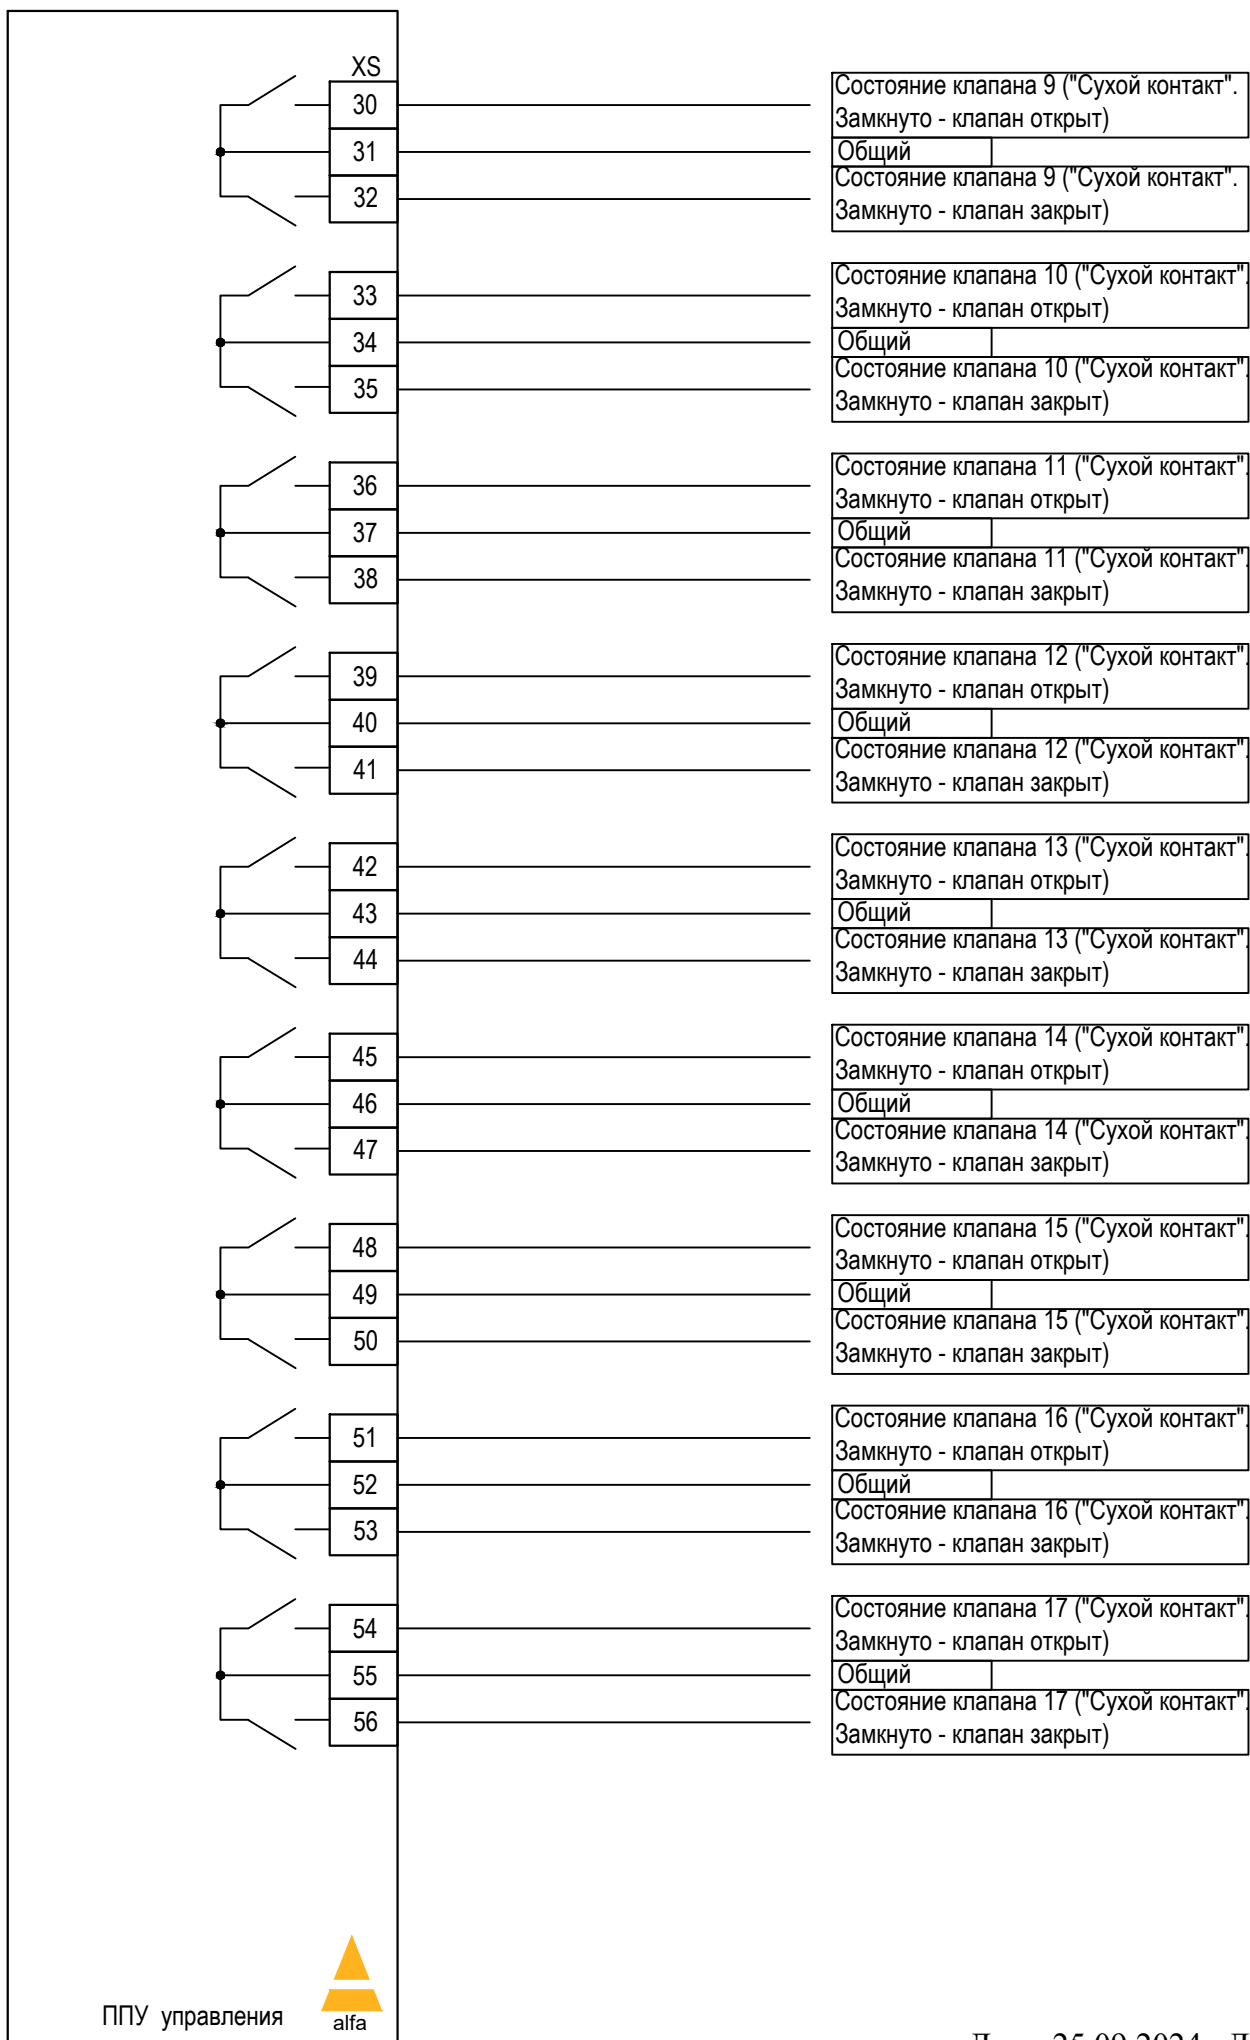 XS
30
Состояние клапана 9 ("Сухой контакт".
Замкнуто - клапан открыт)
31
Общий
32
Состояние клапана 9 ("Сухой контакт".
Замкнуто - клапан закрыт)
33
Состояние клапана 10 ("Сухой контакт".
Замкнуто - клапан открыт)
34
Общий
35
Состояние клапана 10 ("Сухой контакт".
Замкнуто - клапан закрыт)
36
Состояние клапана 11 ("Сухой контакт".
Замкнуто - клапан открыт)
37
Общий
38
Состояние клапана 11 ("Сухой контакт".
Замкнуто - клапан закрыт)
39
Состояние клапана 12 ("Сухой контакт".
Замкнуто - клапан открыт)
40
Общий
41
Состояние клапана 12 ("Сухой контакт".
Замкнуто - клапан закрыт)
42
Состояние клапана 13 ("Сухой контакт".
Замкнуто - клапан открыт)
43
Общий
44
Состояние клапана 13 ("Сухой контакт".
Замкнуто - клапан закрыт)
45
Состояние клапана 14 ("Сухой контакт".
Замкнуто - клапан открыт)
46
Общий
47
Состояние клапана 14 ("Сухой контакт".
Замкнуто - клапан закрыт)
48
Состояние клапана 15 ("Сухой контакт".
Замкнуто - клапан открыт)
49
Общий
50
Состояние клапана 15 ("Сухой контакт".
Замкнуто - клапан закрыт)
51
Состояние клапана 16 ("Сухой контакт".
Замкнуто - клапан открыт)
52
Общий
53
Состояние клапана 16 ("Сухой контакт".
Замкнуто - клапан закрыт)
54
Состояние клапана 17 ("Сухой контакт".
Замкнуто - клапан открыт)
55
Общий
56
Состояние клапана 17 ("Сухой контакт".
Замкнуто - клапан закрыт)
ППУ управления
alfa
25.09.2024